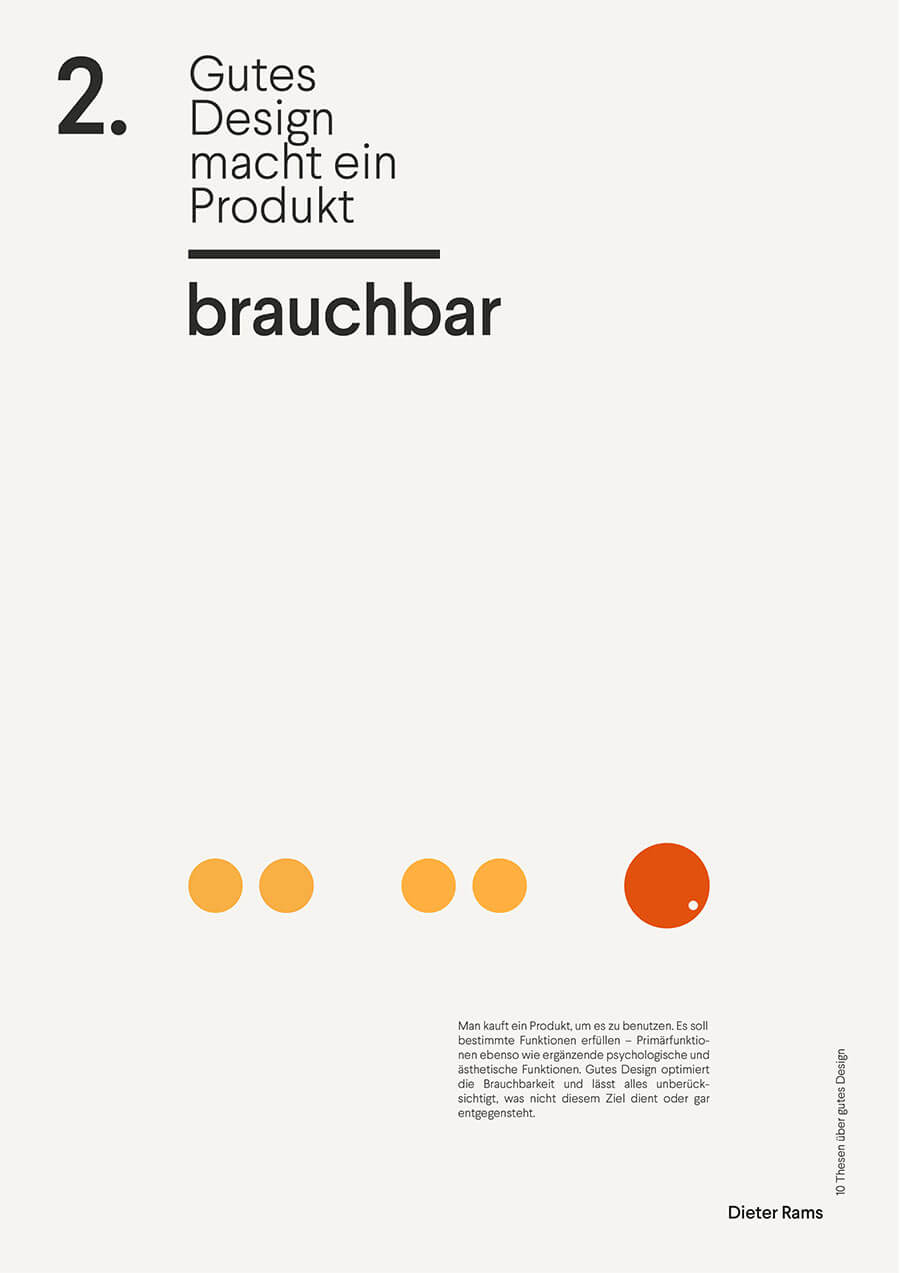 2.
Gutes
Design
macht ein
Produkt
brauchbar
Man kauft ein Produkt, um es zu benutzen. Es soll
bestimmte Funktionen erfüllen – Primärfunktio-
nen ebenso wie ergänzende psychologische und
ästhetische Funktionen. Gutes Design optimiert
die Brauchbarkeit und lässt alles unberück-
sichtigt, was nicht diesem Ziel dient oder gar
entgegensteht.
10 Thesen über gutes Design
Dieter Rams